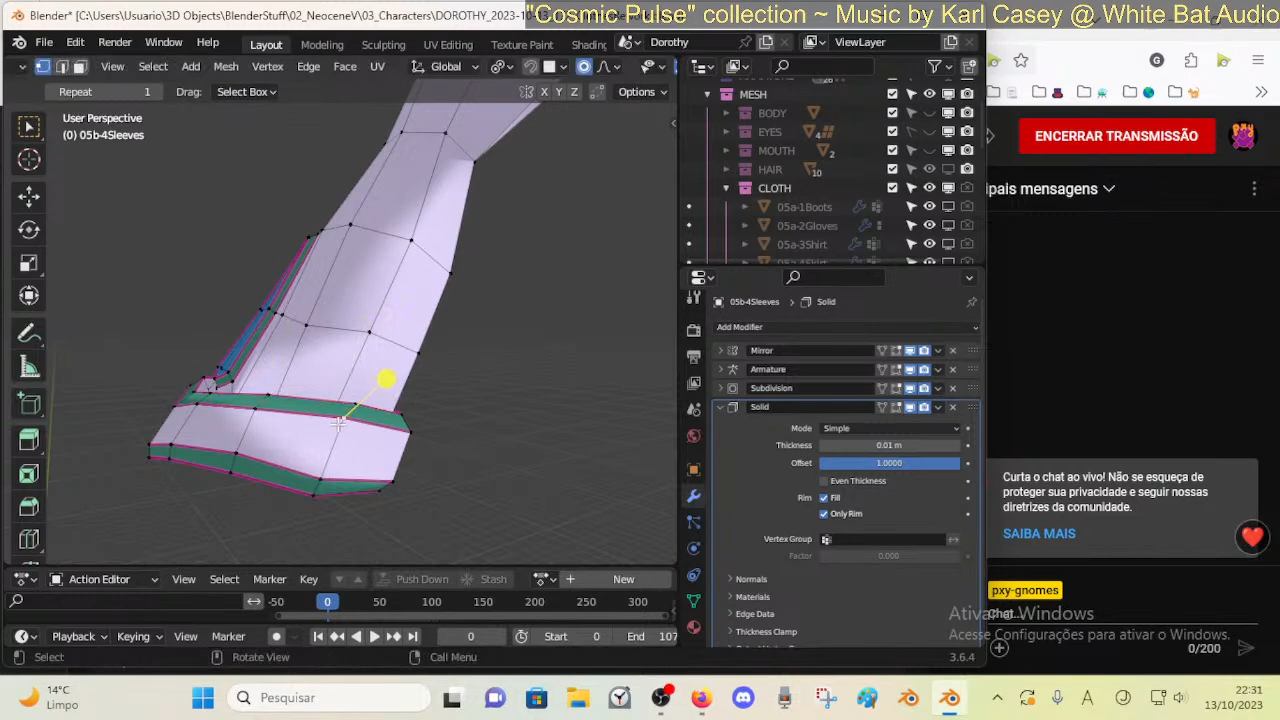 Blender* [C:\Users\Usuario\3D Objects\BlenderStuff\02_NeoceneV\03_Characters\DOROTHY_2023-10-
"Cosmic Pulse" collection ~ Music by Karl Casey @ White Bat Audio
File Edit Render Window Help
Layout Modeling Sculpting UV Editing Texture Paint Shading
Dorothy
ViewLayer
View Select Add Mesh Vertex Edge Face UV
Global
Repeat 1
Drag: Select Box
X Y Z
Options
User Perspective
(0) 05b-4Sleeves
MESH
BODY
EYES 4
MOUTH 2
HAIR 10
CLOTH
05a-1Boots
05a-2Gloves
05a-3Shirt
05b-4Sleeves > Solid
Add Modifier
Mirror
Armature
Subdivision
Solid
Mode Simple
Thickness 0.01 m
Offset 1.0000
Even Thickness
Rim Fill
Only Rim
Vertex Group
Factor 0.000
Normals
Materials
Edge Data
Thickness Clamp
Action Editor View Select Marker Key Push Down Stash New
-50 0 50 100 150 200 250 300
Playback Keying View Marker 0 Start 0 End 107
Select Rotate View Call Menu 3.6.4
ENCERRAR TRANSMISSÃO
ipais mensagens
Curta o chat ao vivo! Não se esqueça de
proteger sua privacidade e seguir nossas
diretrizes da comunidade.
SAIBA MAIS
pxy-gnomes
Chat...
0/200
Ativar o Windows
Acesse Configurações para ativar o Windows.
14°C
Limpo
Pesquisar
22:31
13/10/2023